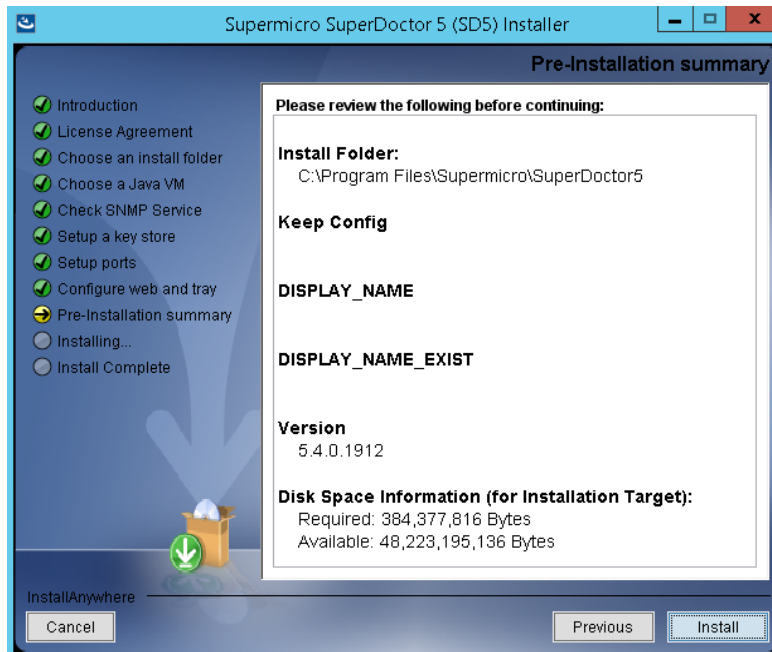 Supermicro SuperDoctor 5 (SD5) Installer
Pre-Installation summary
Introduction
License Agreement
Choose an install folder
Choose a Java VM
Check SNMP Service
Setup a key store
Setup ports
Configure web and tray
Pre-Installation summary
Installing...
Install Complete
Please review the following before continuing:
Install Folder:
C:\Program Files\Supermicro\SuperDoctor5
Keep Config
DISPLAY_NAME
DISPLAY_NAME_EXIST
Version
5.4.0.1912
Disk Space Information (for Installation Target):
Required: 384,377,816 Bytes
Available: 48,223,195,136 Bytes
InstallAnywhere
Cancel
Previous
Install